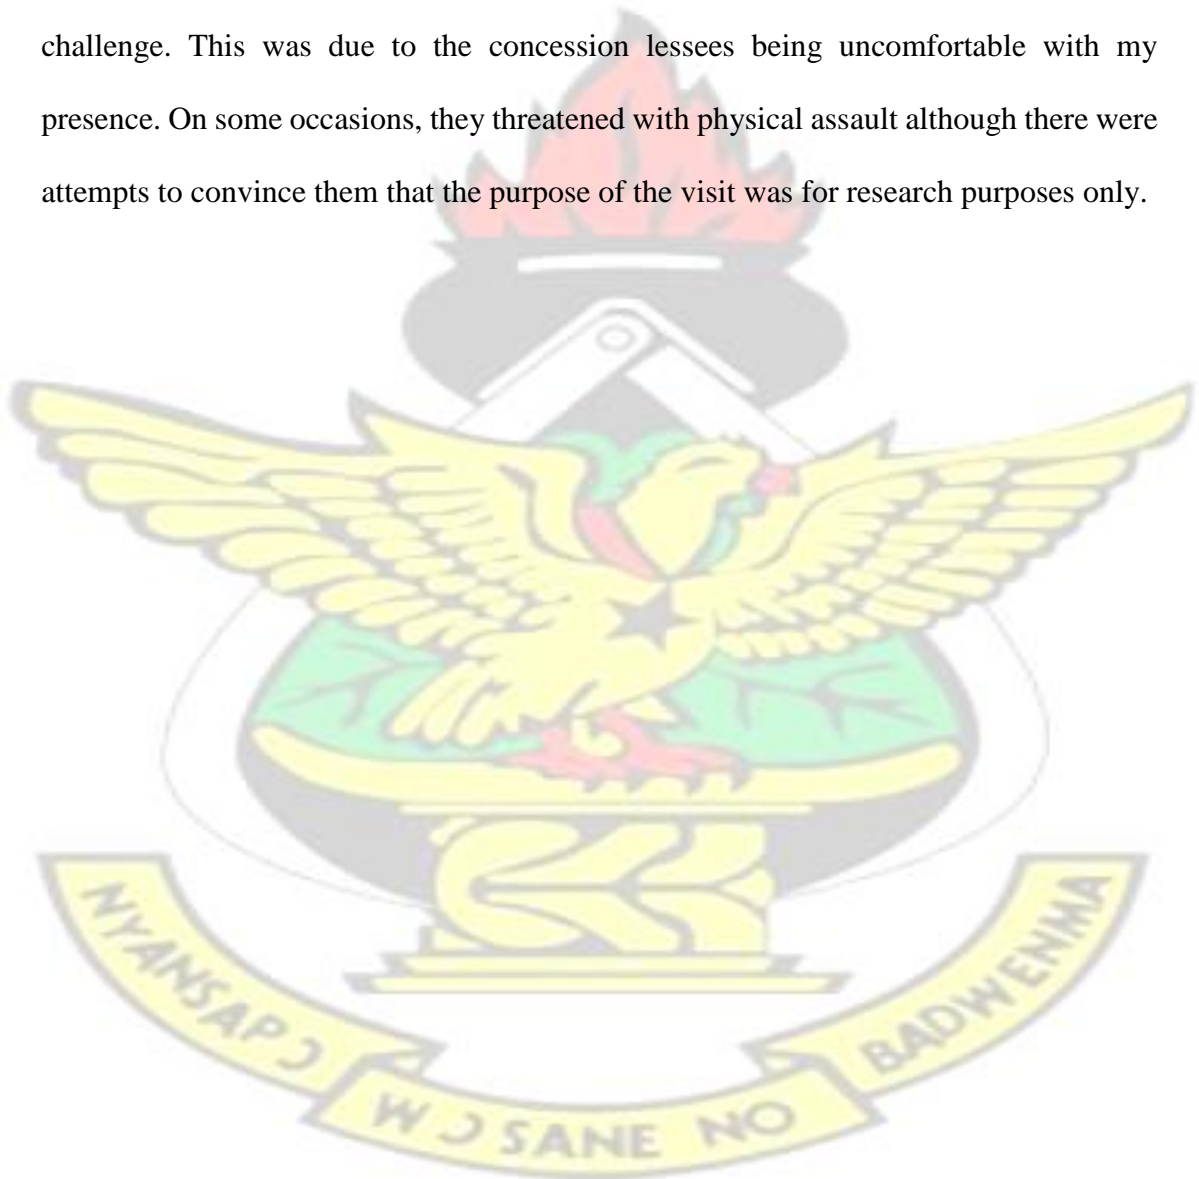 challenge. This was due to the concession lessees being uncomfortable with my
presence. On some occasions, they threatened with physical assault although there were
attempts to convince them that the purpose of the visit was for research purposes only.
NYANSAPƆ
WƆSANE NO
BADWENMA